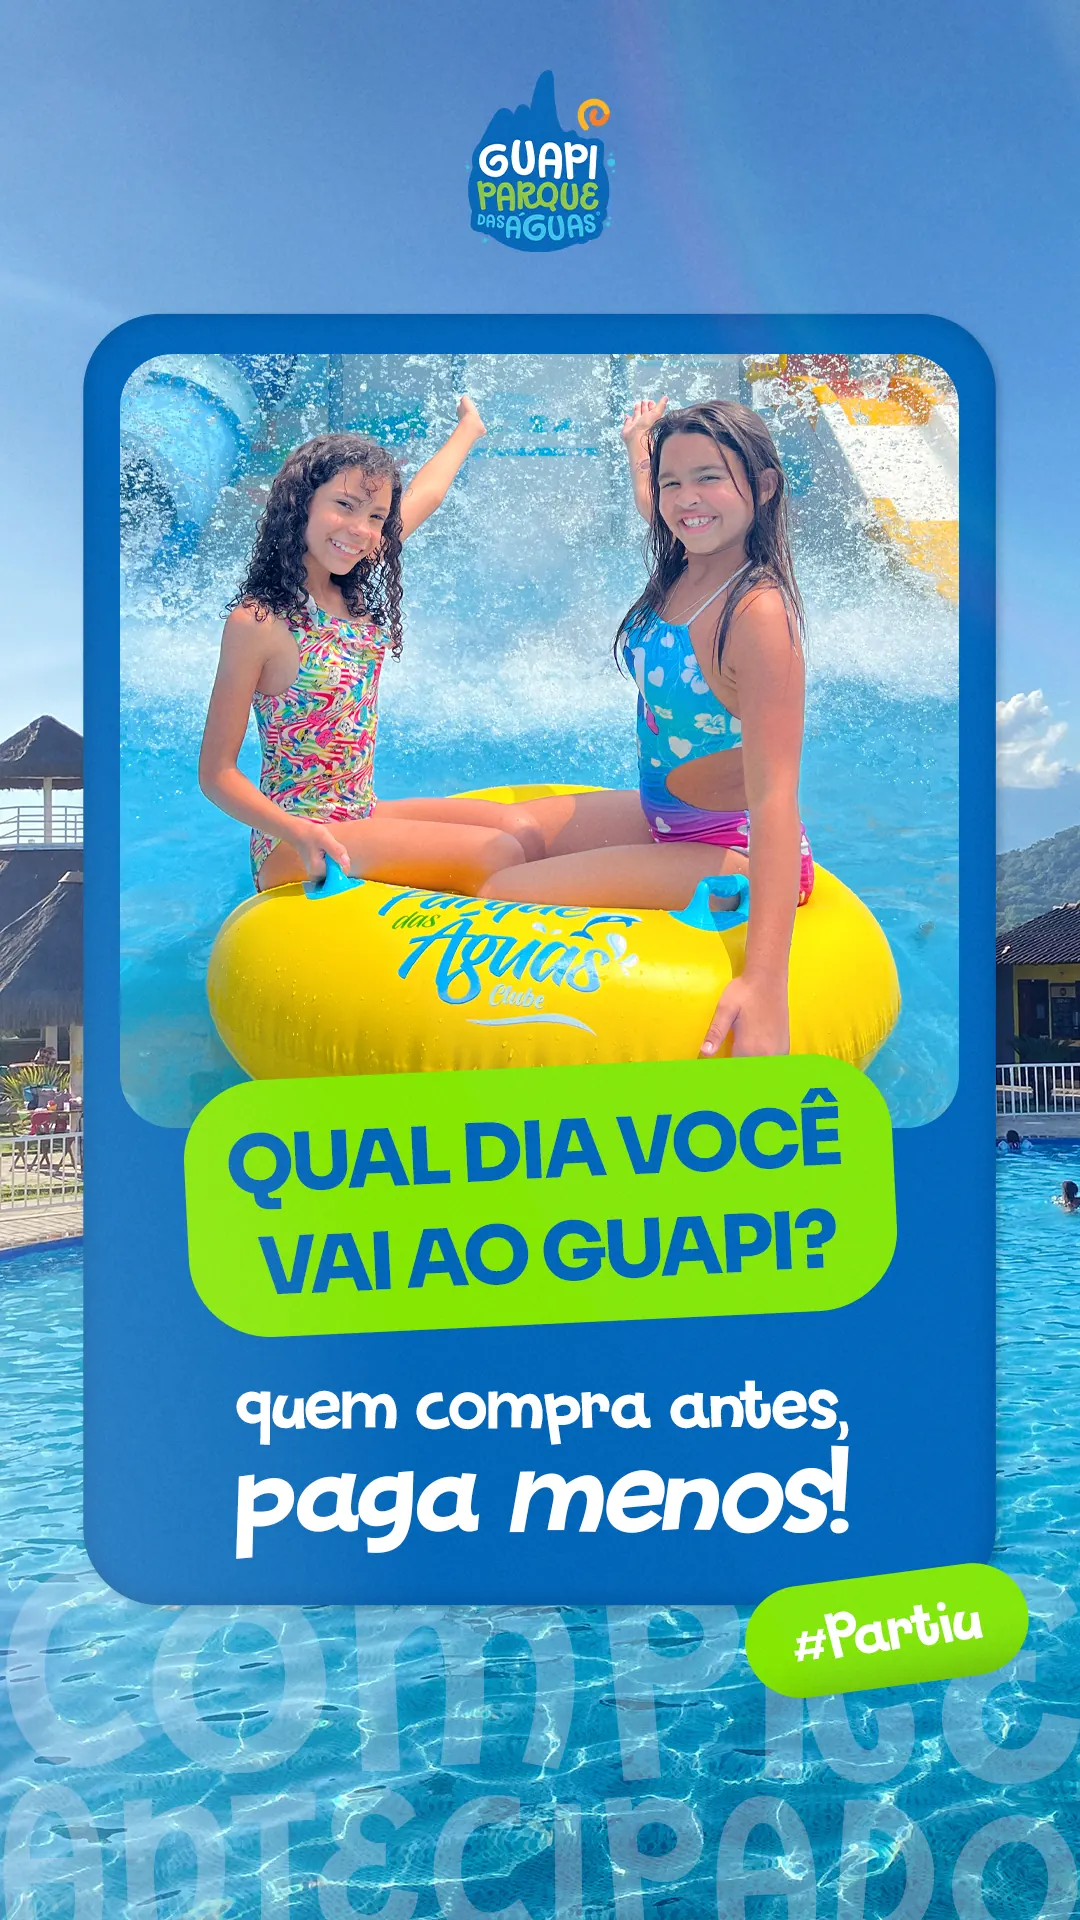 GUAPI
PARQUE
DAS ÁGUAS
Parque
das
Águas
Clube
QUAL DIA VOCÊ
VAI AO GUAPI?
quem compra antes,
paga menos!
#Partiu
COMPRE
ANTECIPADO